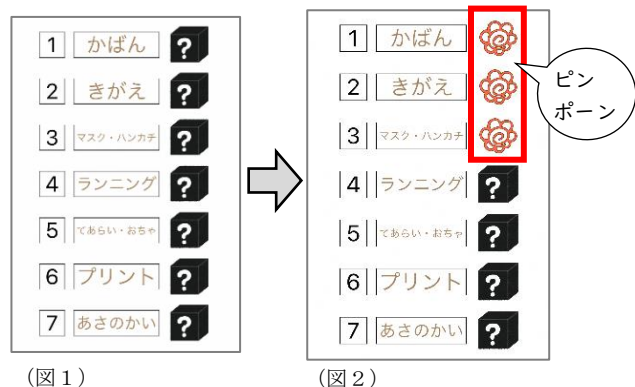 1 かばん ?
2 きがえ ?
3 マスク・ハンカチ ?
4 ランニング ?
5 てあらい・おちゃ ?
6 プリント ?
7 あさのかい ?
(図1)
1 かばん
2 きがえ
3 マスク・ハンカチ
4 ランニング ?
5 てあらい・おちゃ ?
6 プリント ?
7 あさのかい ?
ピン
ポーン
(図2)